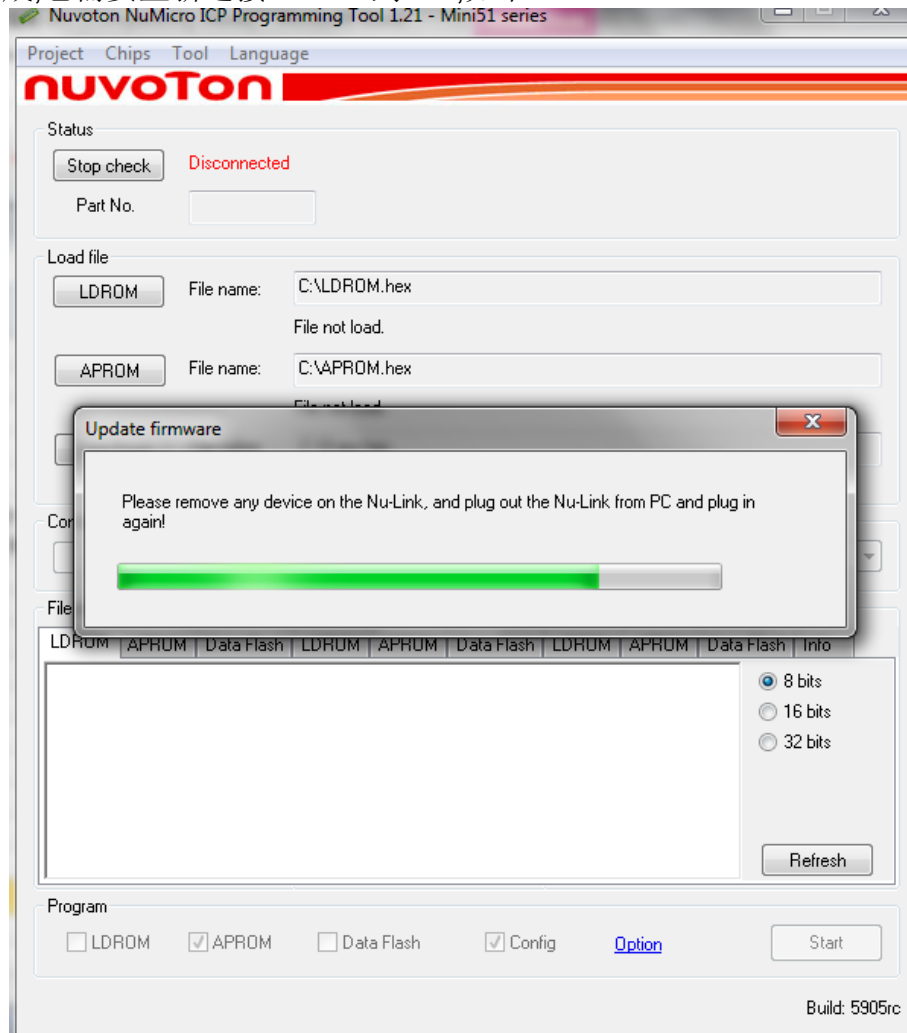 Nuvoton NuMicro ICP Programming Tool 1.21 - Mini51 series
Project Chips Tool Language
nuvoTon
Status
Stop check Disconnected
Part No.
Load file
LDROM File name: C:\LDROM.hex
File not load.
APROM File name: C:\APROM.hex
Update firmware
Please remove any device on the Nu-Link, and plug out the Nu-Link from PC and plug in
again!
File
LDROM APROM Data Flash LDROM APROM Data Flash LDROM APROM Data Flash Info
8 bits
16 bits
32 bits
Refresh
Program
LDROM APROM Data Flash Config Option Start
Build: 5905rc